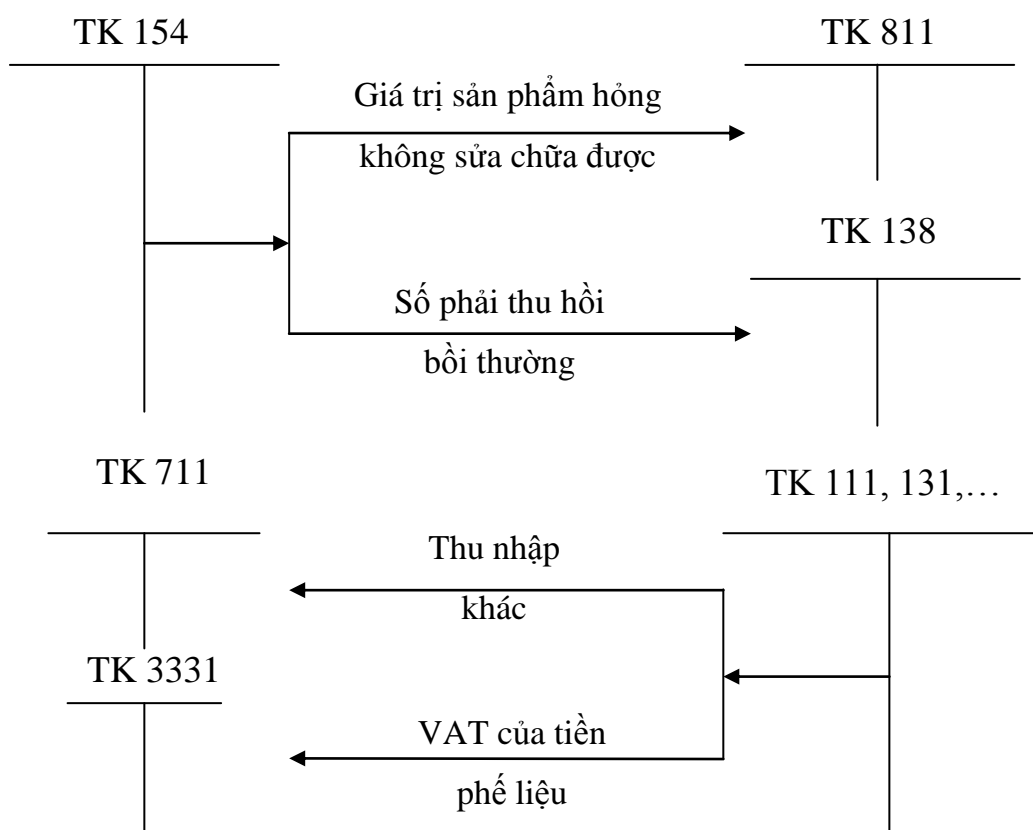 TK 154
TK 811
Giá trị sản phẩm hỏng
không sửa chữa được
TK 138
Số phải thu hồi
bồi thường
TK 711
TK 111, 131,…
Thu nhập
khác
TK 3331
VAT của tiền
phế liệu